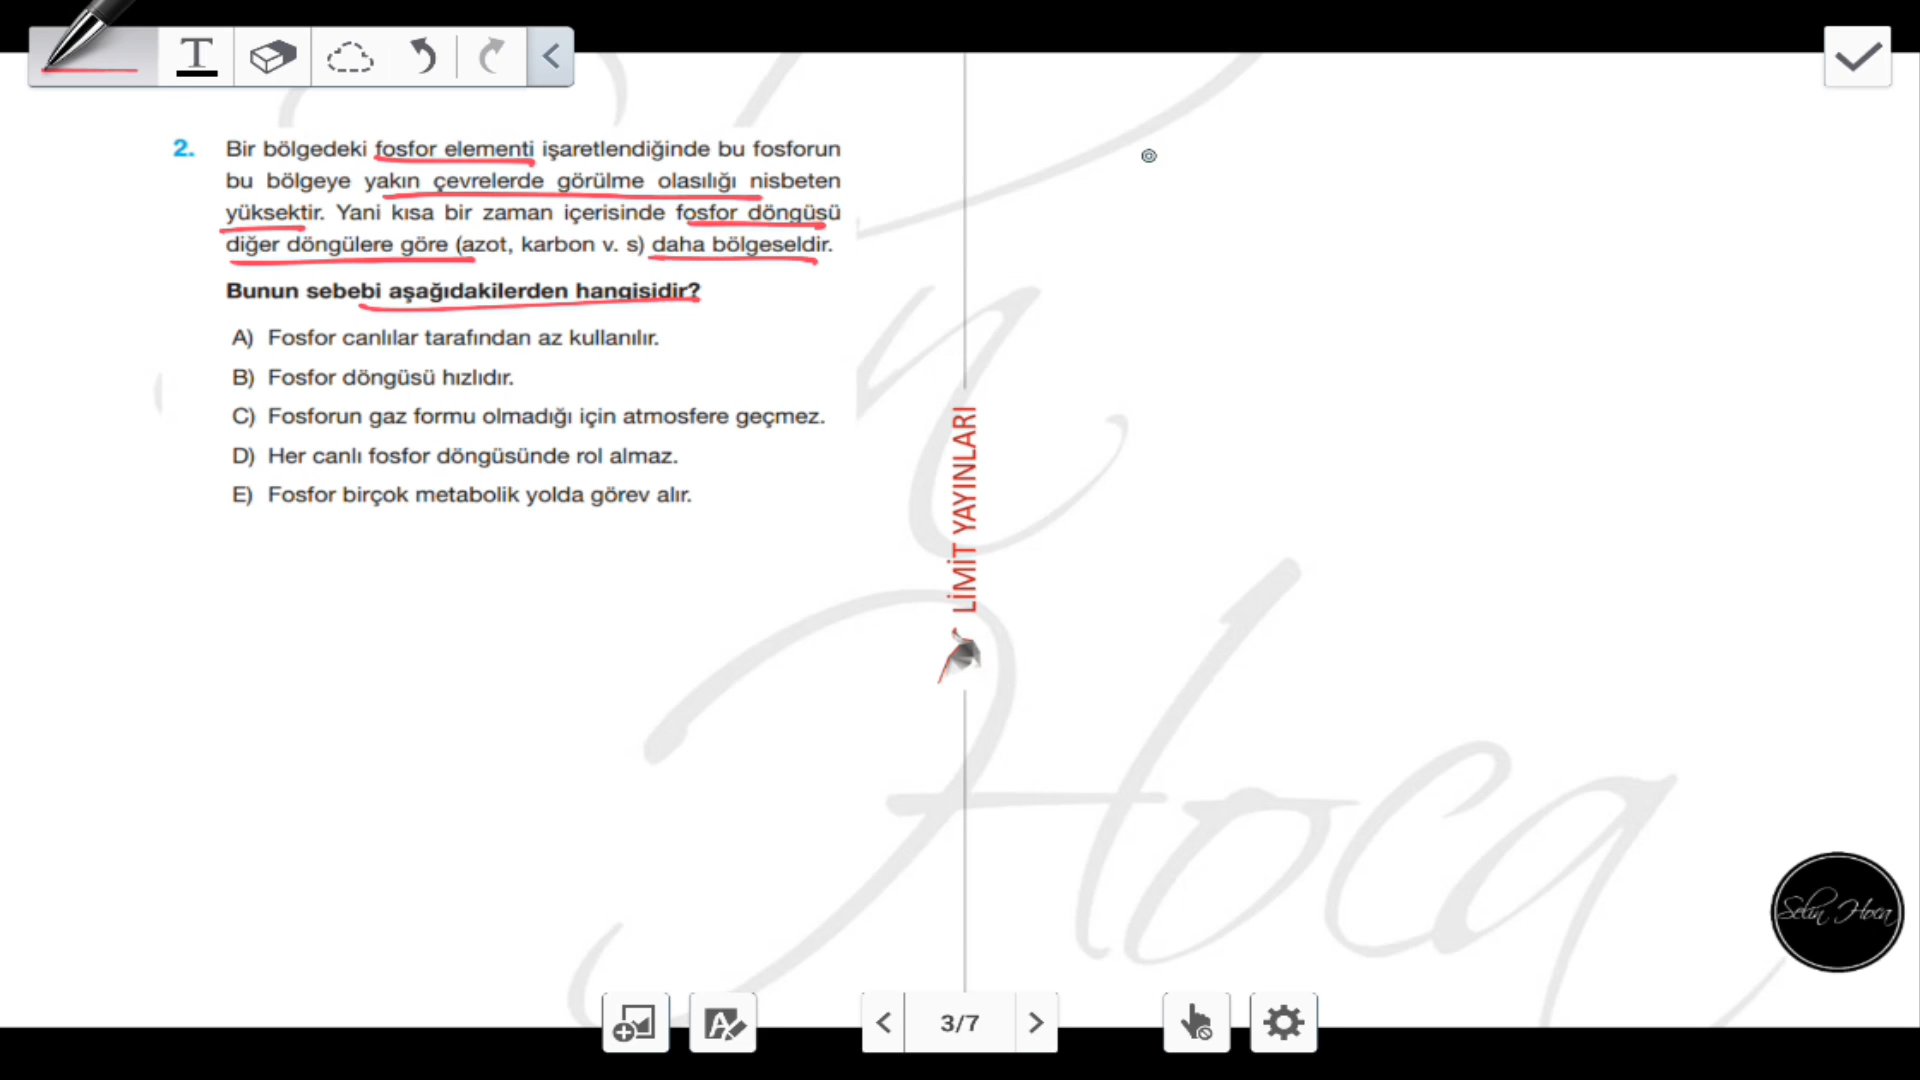 T
2. Bir bölgedeki fosfor elementi işaretlendiğinde bu fosforun
bu bölgeye yakın çevrelerde görülme olasılığı nisbeten
yüksektir. Yani kısa bir zaman içerisinde fosfor döngüsü
diğer döngülere göre (azot, karbon v. s) daha bölgeseldir.
Bunun sebebi aşağıdakilerden hangisidir?
A) Fosfor canlılar tarafından az kullanılır.
B) Fosfor döngüsü hızlıdır.
C) Fosforun gaz formu olmadığı için atmosfere geçmez.
D) Her canlı fosfor döngüsünde rol almaz.
E) Fosfor birçok metabolik yolda görev alır.
LİMİT YAYINLARI
Hoca
Selin Hoca
A
3/7